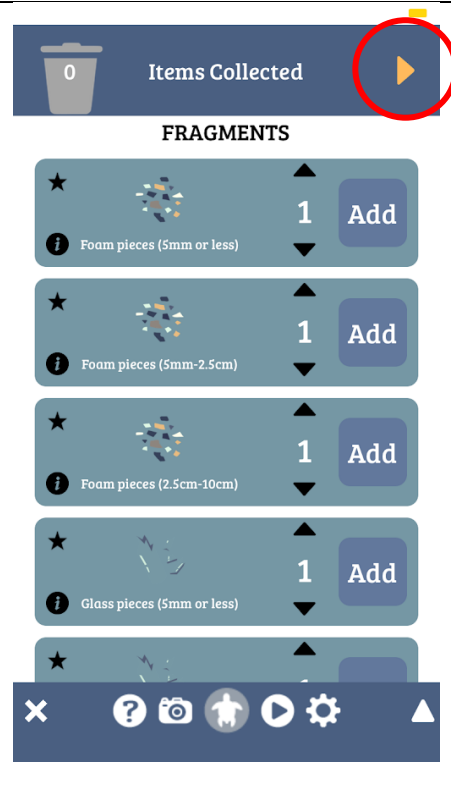 0
Items Collected
FRAGMENTS
1
Add
i Foam pieces (5mm or less)
1
Add
i Foam pieces (5mm-2.5cm)
1
Add
i Foam pieces (2.5cm-10cm)
1
Add
i Glass pieces (5mm or less)
?